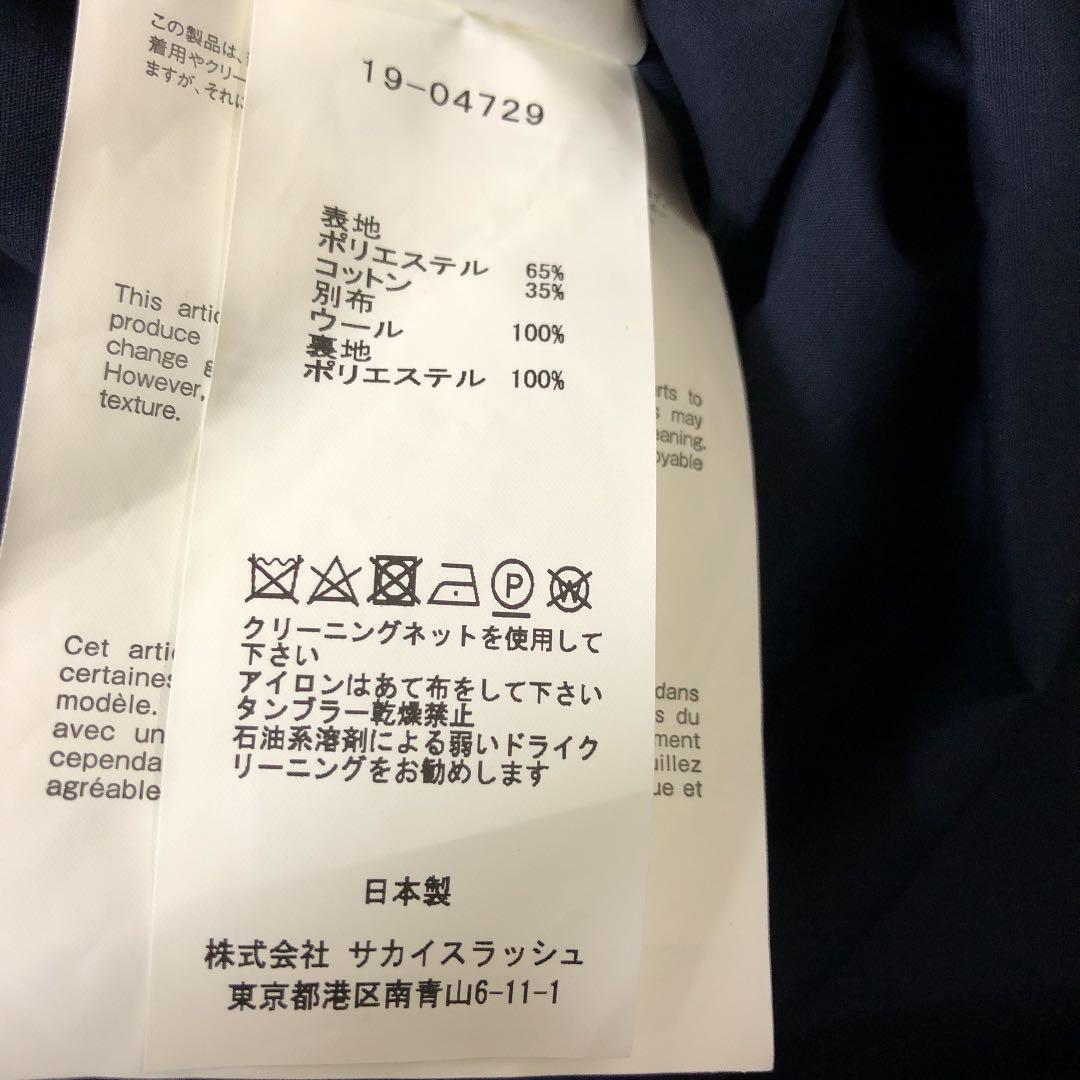 この製品は、
着用やクリー
ますが、それに
This artic
produce
change g
However,
texture.
Cet arti
certaines
modèle.
avec un
cependa
agréable
19-04729
表地
ポリエステル 65%
コットン 35%
別布
ウール 100%
裏地
ポリエステル 100%
P
W
クリーニングネットを使用して
下さい
アイロンはあて布をして下さい
タンブラー乾燥禁止
石油系溶剤による弱いドライク
リーニングをお勧めします
日本製
株式会社 サカイスラッシュ
東京都港区南青山6-11-1
rts to
s may
eaning.
oyable
dans
s du
ment
uillez
ue et